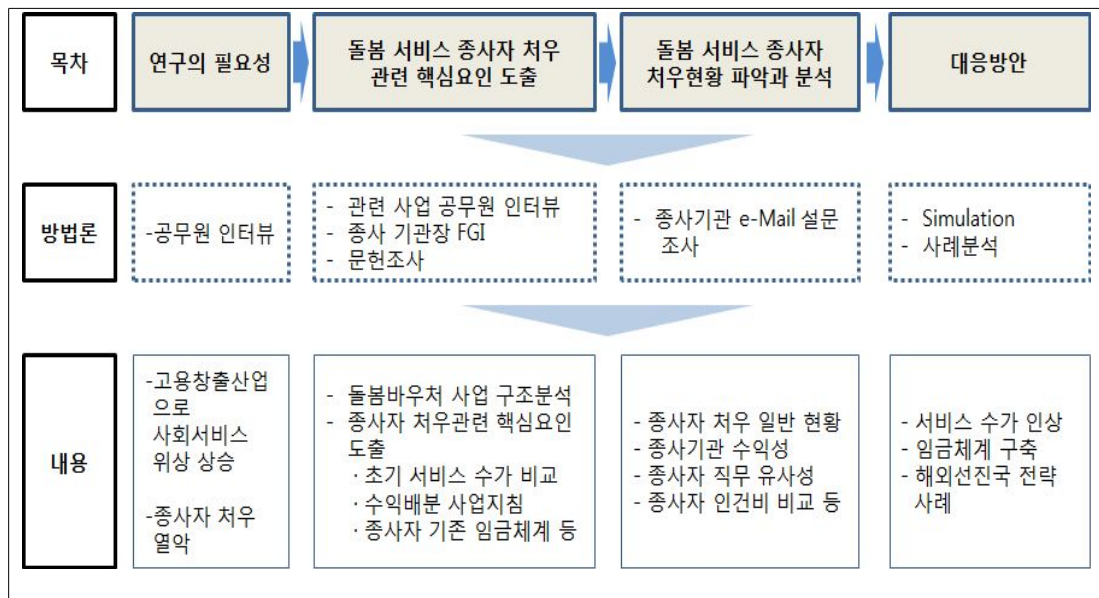 목차
연구의 필요성
돌봄 서비스 종사자 처우
관련 핵심요인 도출
돌봄 서비스 종사자
처우현황 파악과 분석
대응방안
방법론
-공무원 인터뷰
- 관련 사업 공무원 인터뷰
- 종사 기관장 FGI
- 문헌조사
- 종사기관 e-Mail 설문
조사
- Simulation
- 사례분석
내용
-고용창출산업
으로
사회서비스
위상 상승
-종사자 처우
열악
- 돌봄바우처 사업 구조분석
- 종사자 처우관련 핵심요인
도출
· 초기 서비스 수가 비교
· 수익배분 사업지침
· 종사자 기존 임금체계 등
- 종사자 처우 일반 현황
- 종사기관 수익성
- 종사자 직무 유사성
- 종사자 인건비 비교 등
- 서비스 수가 인상
- 임금체계 구축
- 해외선진국 전략
사례